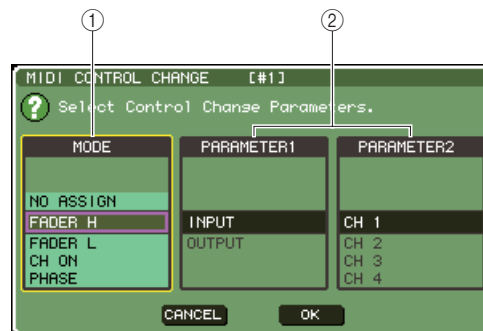 ① ②
MIDI CONTROL CHANGE [#1]
? Select Control Change Parameters.
MODE PARAMETER1 PARAMETER2
NO ASSIGN
FADER H INPUT CH 1
FADER L OUTPUT CH 2
CH ON CH 3
PHASE CH 4
CANCEL OK